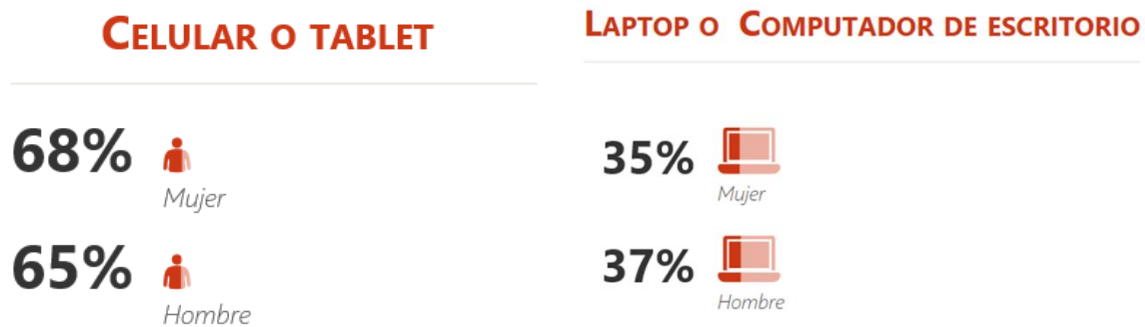 CELULAR O TABLET
68%
Mujer
65%
Hombre
LAPTOP O COMPUTADOR DE ESCRITORIO
35%
Mujer
37%
Hombre